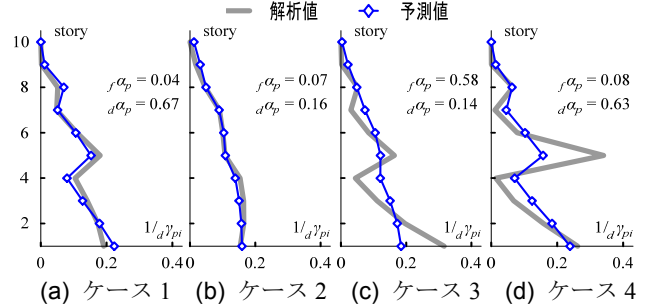 解析値 予測値
story story story story
10
8
6
4
2
fαp = 0.04
dαp = 0.67
fαp = 0.07
dαp = 0.16
fαp = 0.58
dαp = 0.14
fαp = 0.08
dαp = 0.63
1/dγpi 1/dγpi 1/dγpi 1/dγpi
0 0.2 0.4 0 0.2 0.4 0 0.2 0.4 0 0.2 0.4
(a) ケース 1 (b) ケース 2 (c) ケース 3 (d) ケース 4